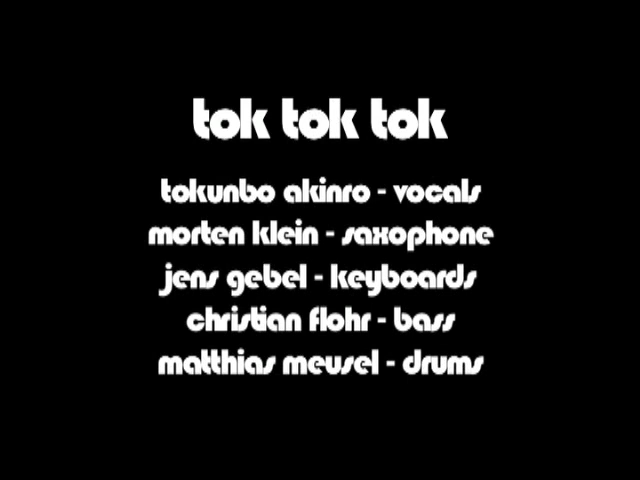 tok tok tok
tokunbo akinro - vocals
morten klein - saxophone
jens gebel - keyboards
christian flohr - bass
matthias meusel - drums